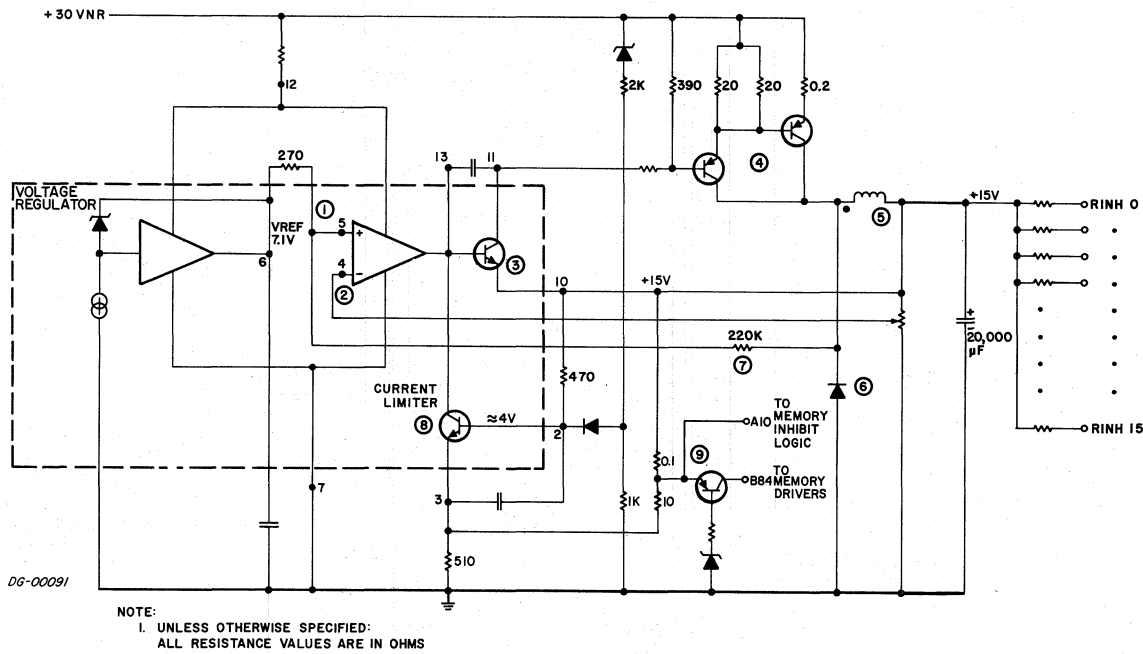 +30 VNR
12
2K
390
20
20
0.2
270
13
11
4
VOLTAGE
REGULATOR
VREF
7.1V
1
5
+
4
-
2
6
3
10
+15V
5
+15V
RINH 0
+
20,000
µF
220K
7
470
6
CURRENT
LIMITER
8
≈4V
2
TO
A10 MEMORY
INHIBIT
LOGIC
9
RINH 15
0.1
TO
B84 MEMORY
DRIVERS
7
3
10
1K
510
DG-00091
NOTE:
1. UNLESS OTHERWISE SPECIFIED:
ALL RESISTANCE VALUES ARE IN OHMS